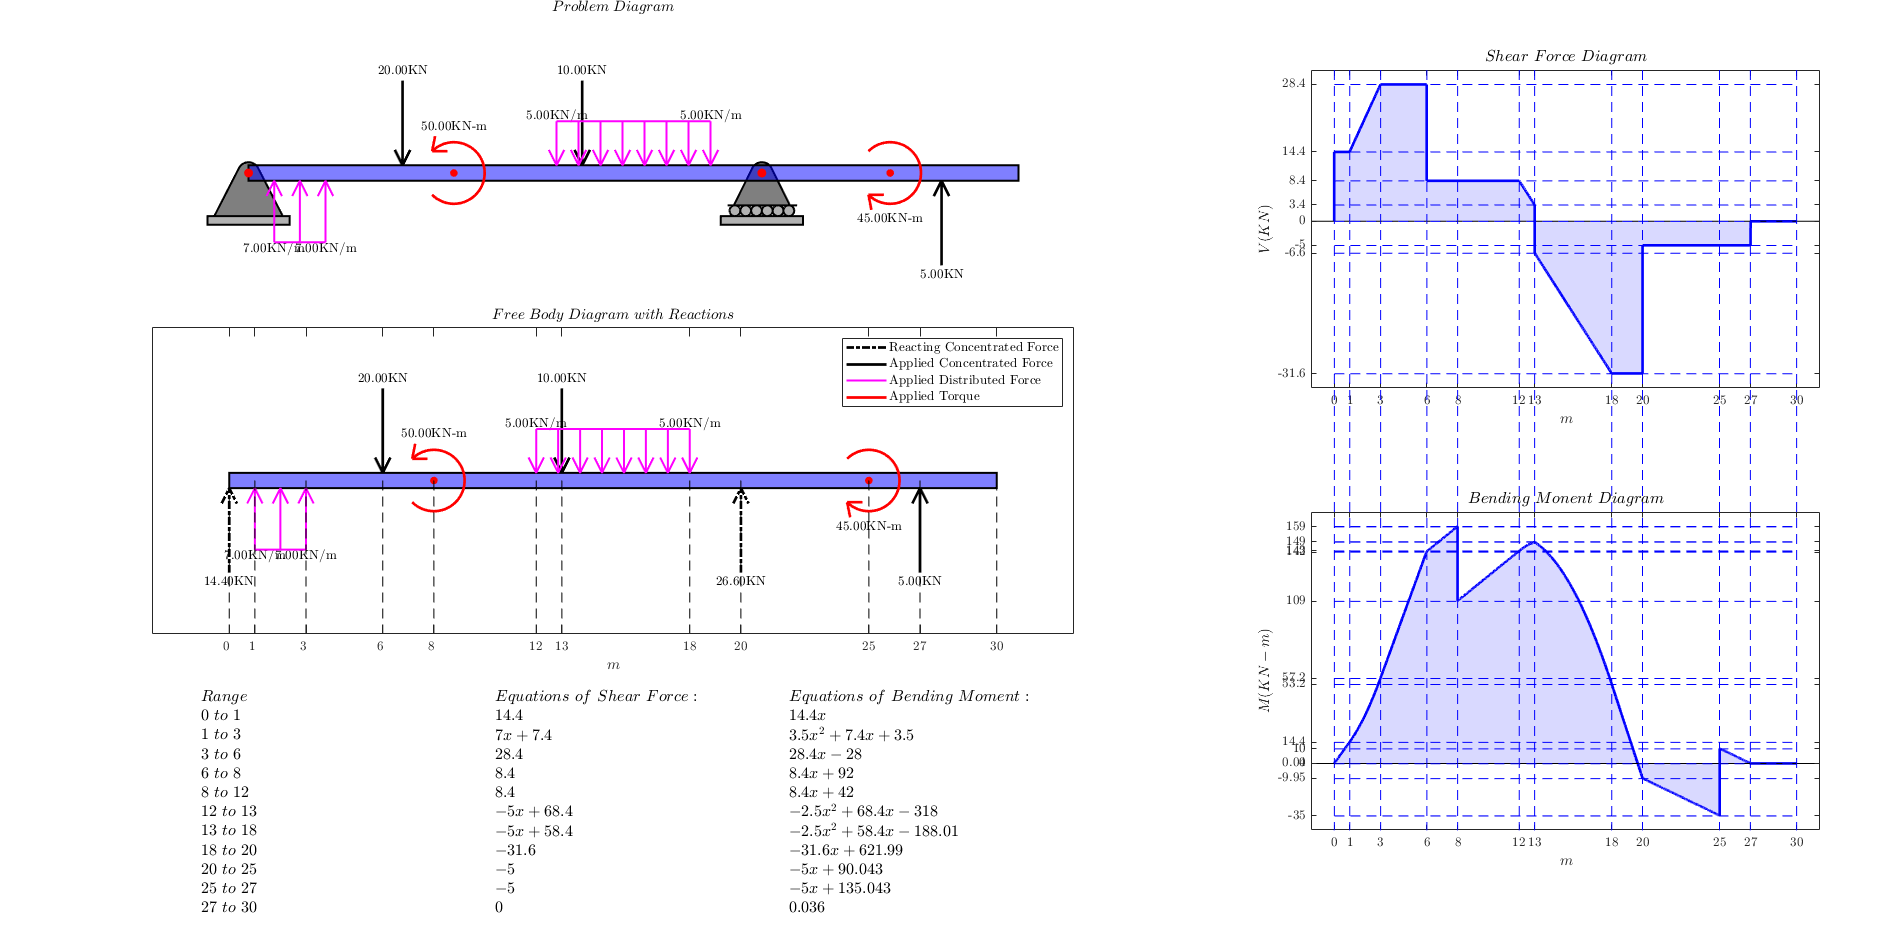 Problem Diagram
20.00KN
10.00KN
5.00KN/m
5.00KN/m
50.00KN-m
7.00KN/m
7.00KN/m
45.00KN-m
5.00KN
Free Body Diagram with Reactions
Reacting Concentrated Force
Applied Concentrated Force
Applied Distributed Force
Applied Torque
20.00KN
10.00KN
5.00KN/m
5.00KN/m
50.00KN-m
45.00KN-m
7.00KN/m
7.00KN/m
14.40KN
26.60KN
5.00KN
0 1 3 6 8 12 13 18 20 25 27 30
m
Range Equations of Shear Force : Equations of Bending Moment :
0 to 1 14.4 14.4x
1 to 3 7x + 7.4 3.5x² + 7.4x + 3.5
3 to 6 28.4 28.4x − 28
6 to 8 8.4 8.4x + 92
8 to 12 8.4 8.4x + 42
12 to 13 −5x + 68.4 −2.5x² + 68.4x − 318
13 to 18 −5x + 58.4 −2.5x² + 58.4x − 188.01
18 to 20 −31.6 −31.6x + 621.99
20 to 25 −5 −5x + 90.043
25 to 27 −5 −5x + 135.043
27 to 30 0 0.036
Shear Force Diagram
28.4
14.4
8.4
3.4
0
-5
-6.6
-31.6
V(KN)
0 1 3 6 8 12 13 18 20 25 27 30
m
Bending Moment Diagram
159
149
143
109
57.2
53.2
14.4
10
-9.95
-35
M(KN − m)
0 1 3 6 8 12 13 18 20 25 27 30
m